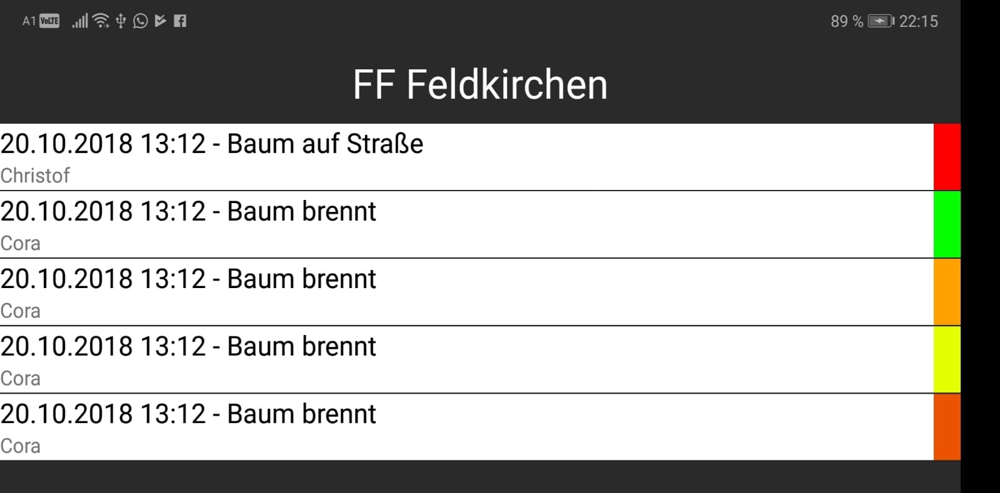 A1 VoLTE 89 % 22:15
FF Feldkirchen
20.10.2018 13:12 - Baum auf Straße
Christof
20.10.2018 13:12 - Baum brennt
Cora
20.10.2018 13:12 - Baum brennt
Cora
20.10.2018 13:12 - Baum brennt
Cora
20.10.2018 13:12 - Baum brennt
Cora